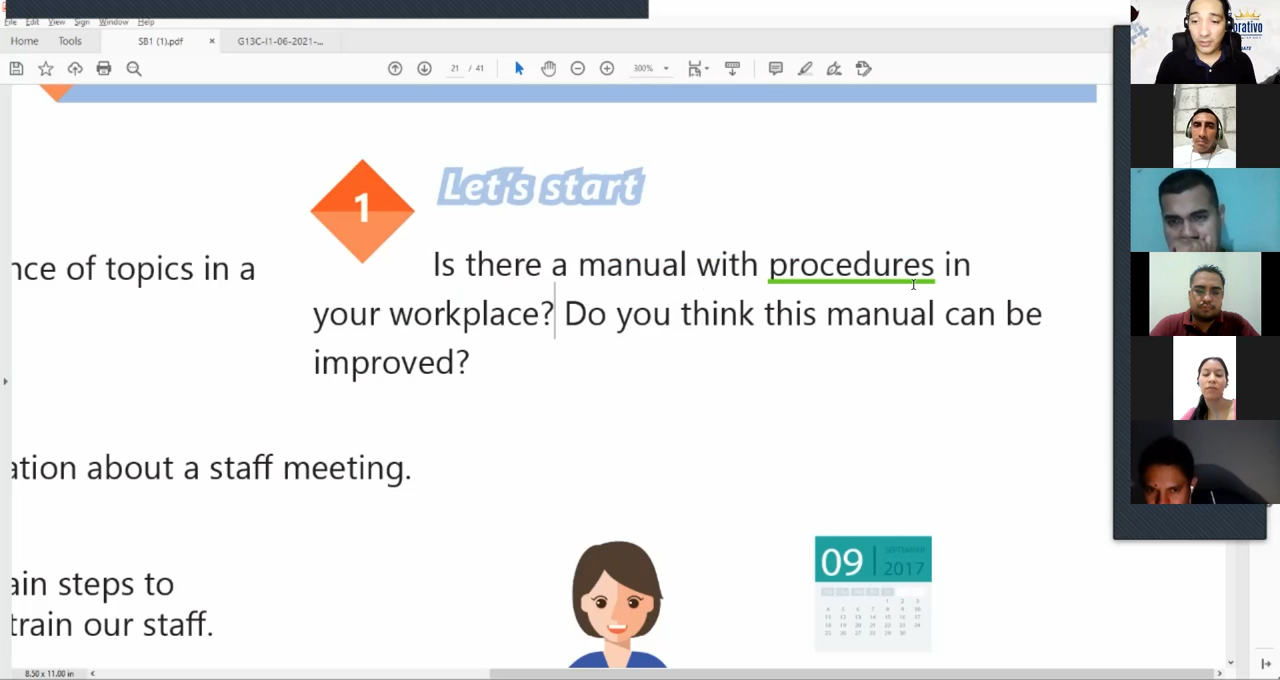 File Edit View Sign Window Help
Home Tools SB1 (1).pdf × G13C-I1-06-2021-...
21 / 41 300%
orativo
1 Let's start
nce of topics in a
Is there a manual with procedures in
your workplace? Do you think this manual can be
improved?
ation about a staff meeting.
09 SEPTEMBER
2017
ain steps to
train our staff.
8.50 x 11.00 in